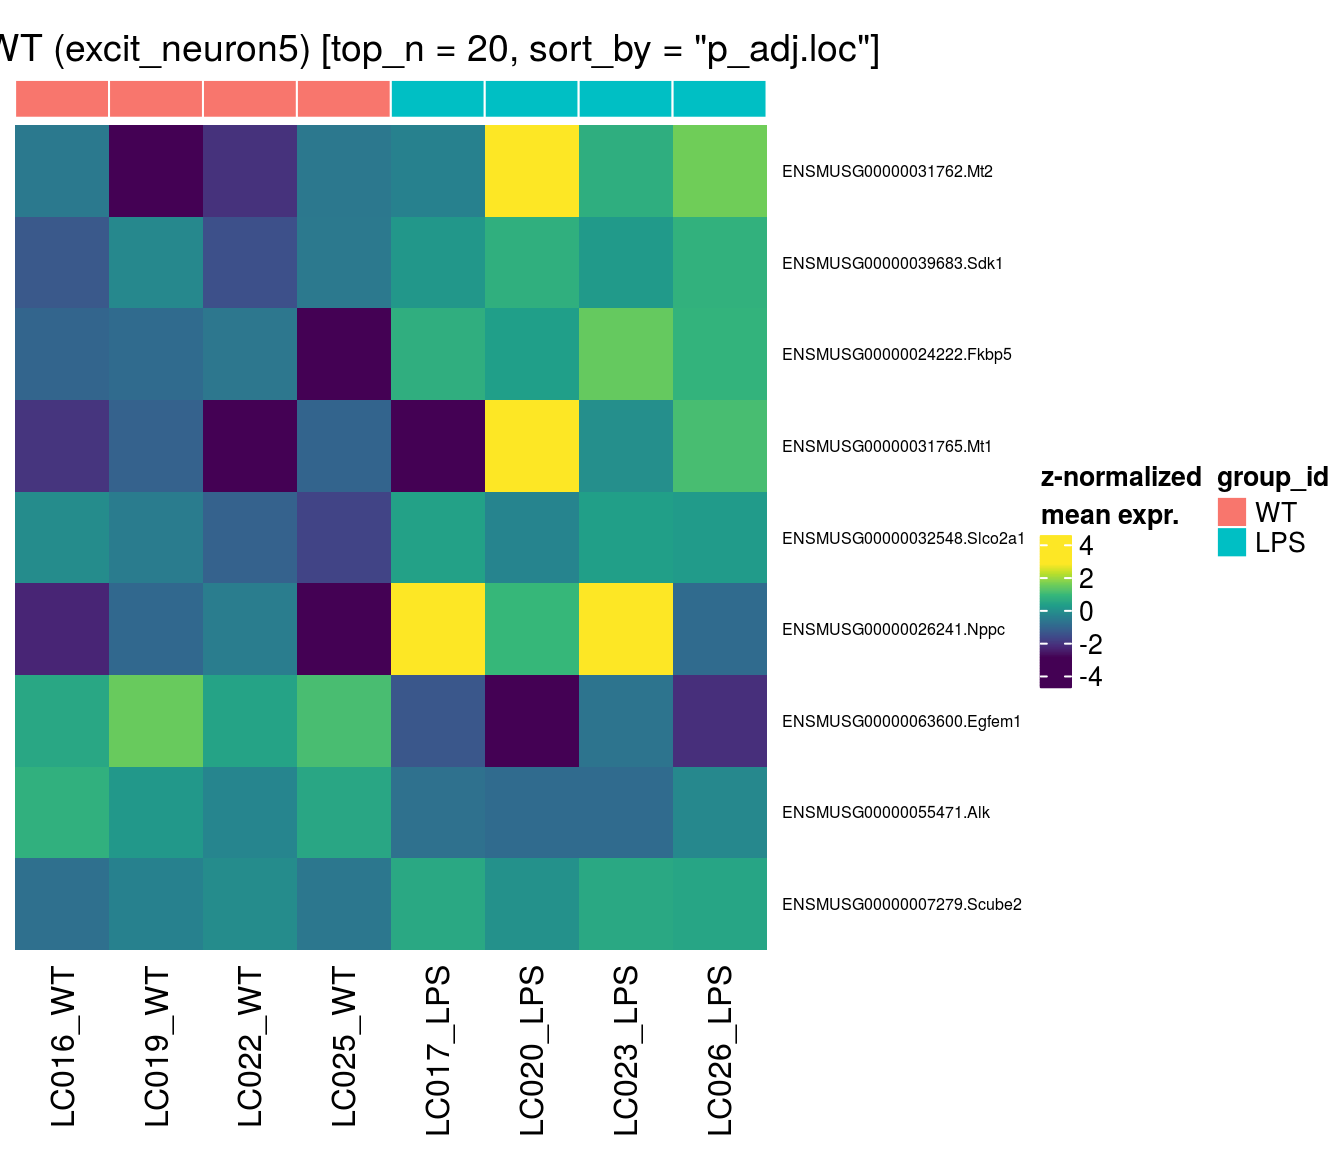 WT (excit_neuron5) [top_n = 20, sort_by = "p_adj.loc"]
ENSMUSG00000031762.Mt2
ENSMUSG00000039683.Sdk1
ENSMUSG00000024222.Fkbp5
ENSMUSG00000031765.Mt1
ENSMUSG00000032548.Slco2a1
ENSMUSG00000026241.Nppc
ENSMUSG00000063600.Egfem1
ENSMUSG00000055471.Alk
ENSMUSG00000007279.Scube2
z-normalized
mean expr.
4
2
0
-2
-4
group_id
WT
LPS
LC016_WT
LC019_WT
LC022_WT
LC025_WT
LC017_LPS
LC020_LPS
LC023_LPS
LC026_LPS